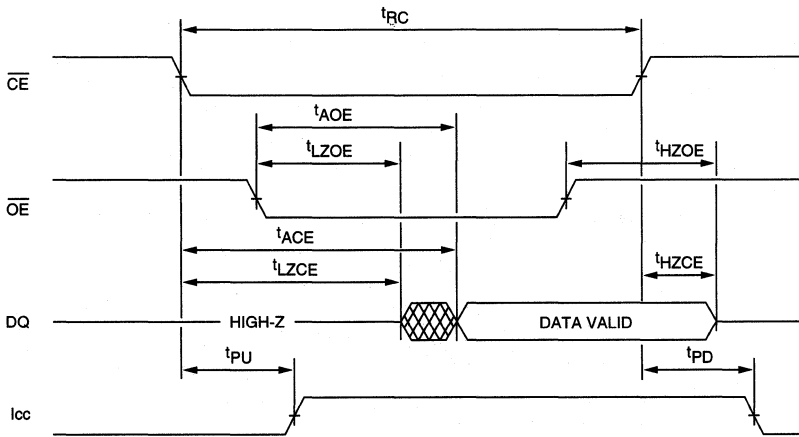 tRC
CE
tAOE
tLZOE
tHZOE
OE
tACE
tLZCE
tHZCE
DQ
HIGH-Z
DATA VALID
tPU
tPD
Icc